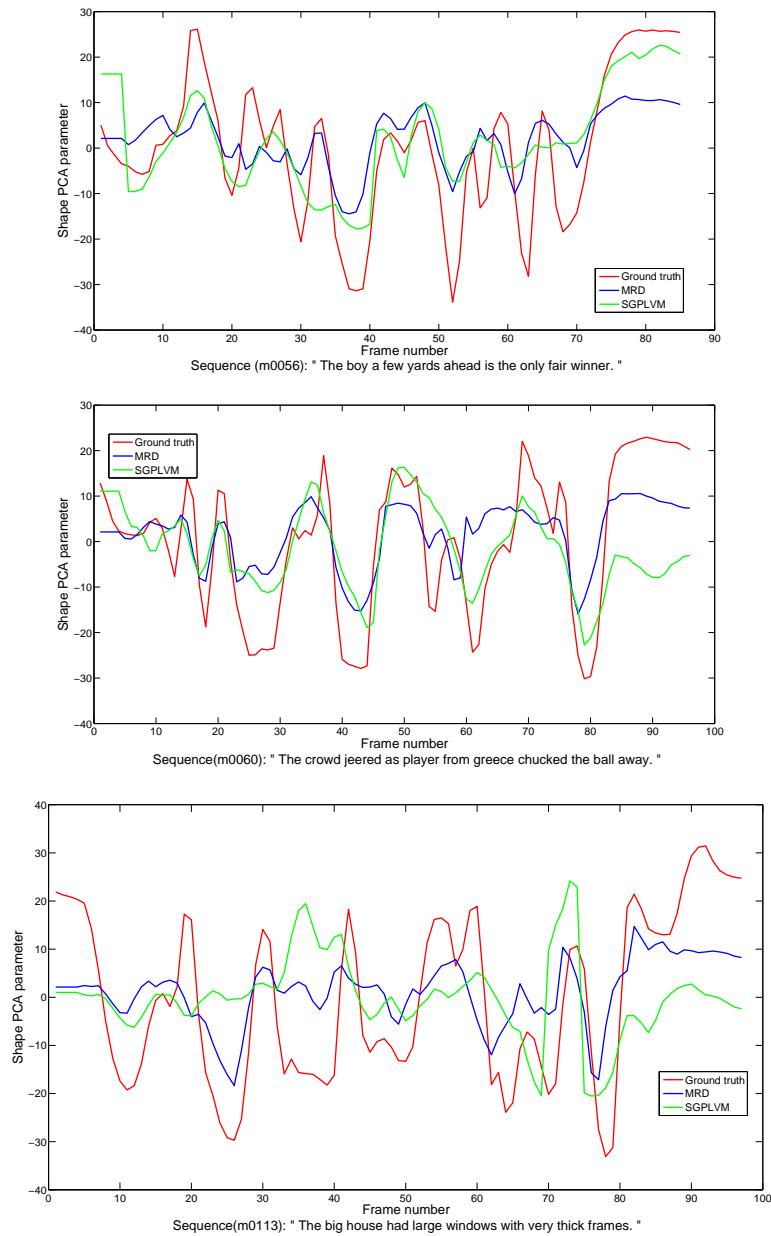 30
20
10
0
−10
−20
−30
−40
Shape PCA parameter
Ground truth
MRD
SGPLVM
0 10 20 30 40 50 60 70 80 90
Frame number
Sequence (m0056): " The boy a few yards ahead is the only fair winner. "
30
20
10
0
−10
−20
−30
−40
Shape PCA parameter
Ground truth
MRD
SGPLVM
0 10 20 30 40 50 60 70 80 90 100
Frame number
Sequence(m0060): " The crowd jeered as player from greece chucked the ball away. "
40
30
20
10
0
−10
−20
−30
−40
Shape PCA parameter
Ground truth
MRD
SGPLVM
0 10 20 30 40 50 60 70 80 90 100
Frame number
Sequence(m0113): " The big house had large windows with very thick frames. "